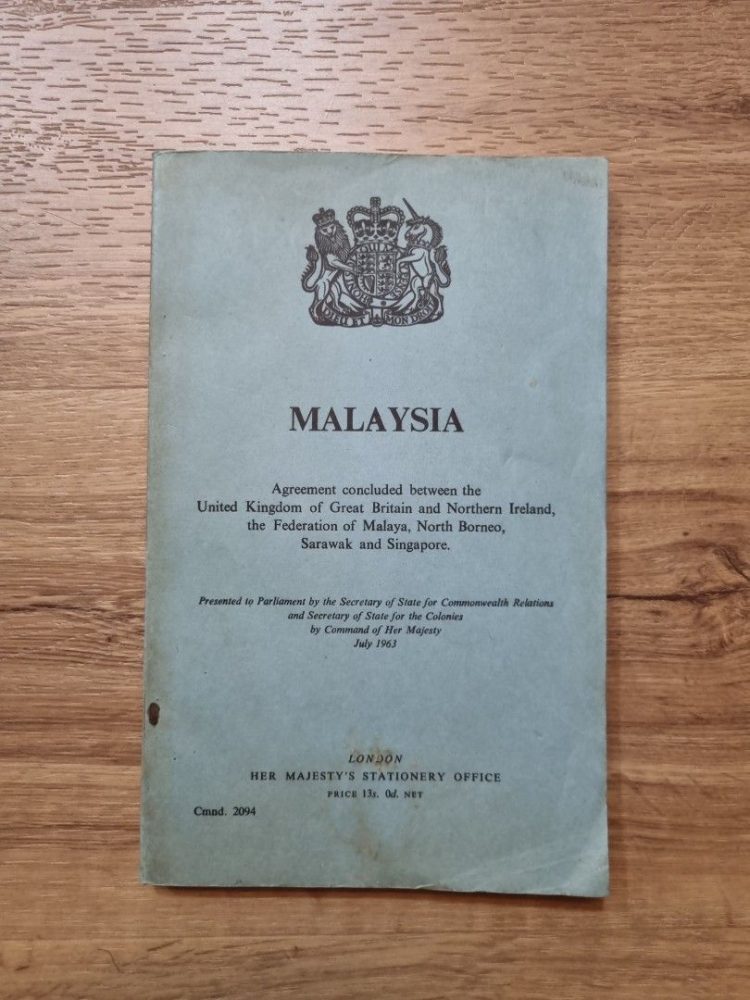 DIEU ET MON DROIT
MALAYSIA
Agreement concluded between the
United Kingdom of Great Britain and Northern Ireland,
the Federation of Malaya, North Borneo,
Sarawak and Singapore.
Presented to Parliament by the Secretary of State for Commonwealth Relations
and Secretary of State for the Colonies
by Command of Her Majesty
July 1963
LONDON
HER MAJESTY'S STATIONERY OFFICE
PRICE 13s. 0d. NET
Cmnd. 2094